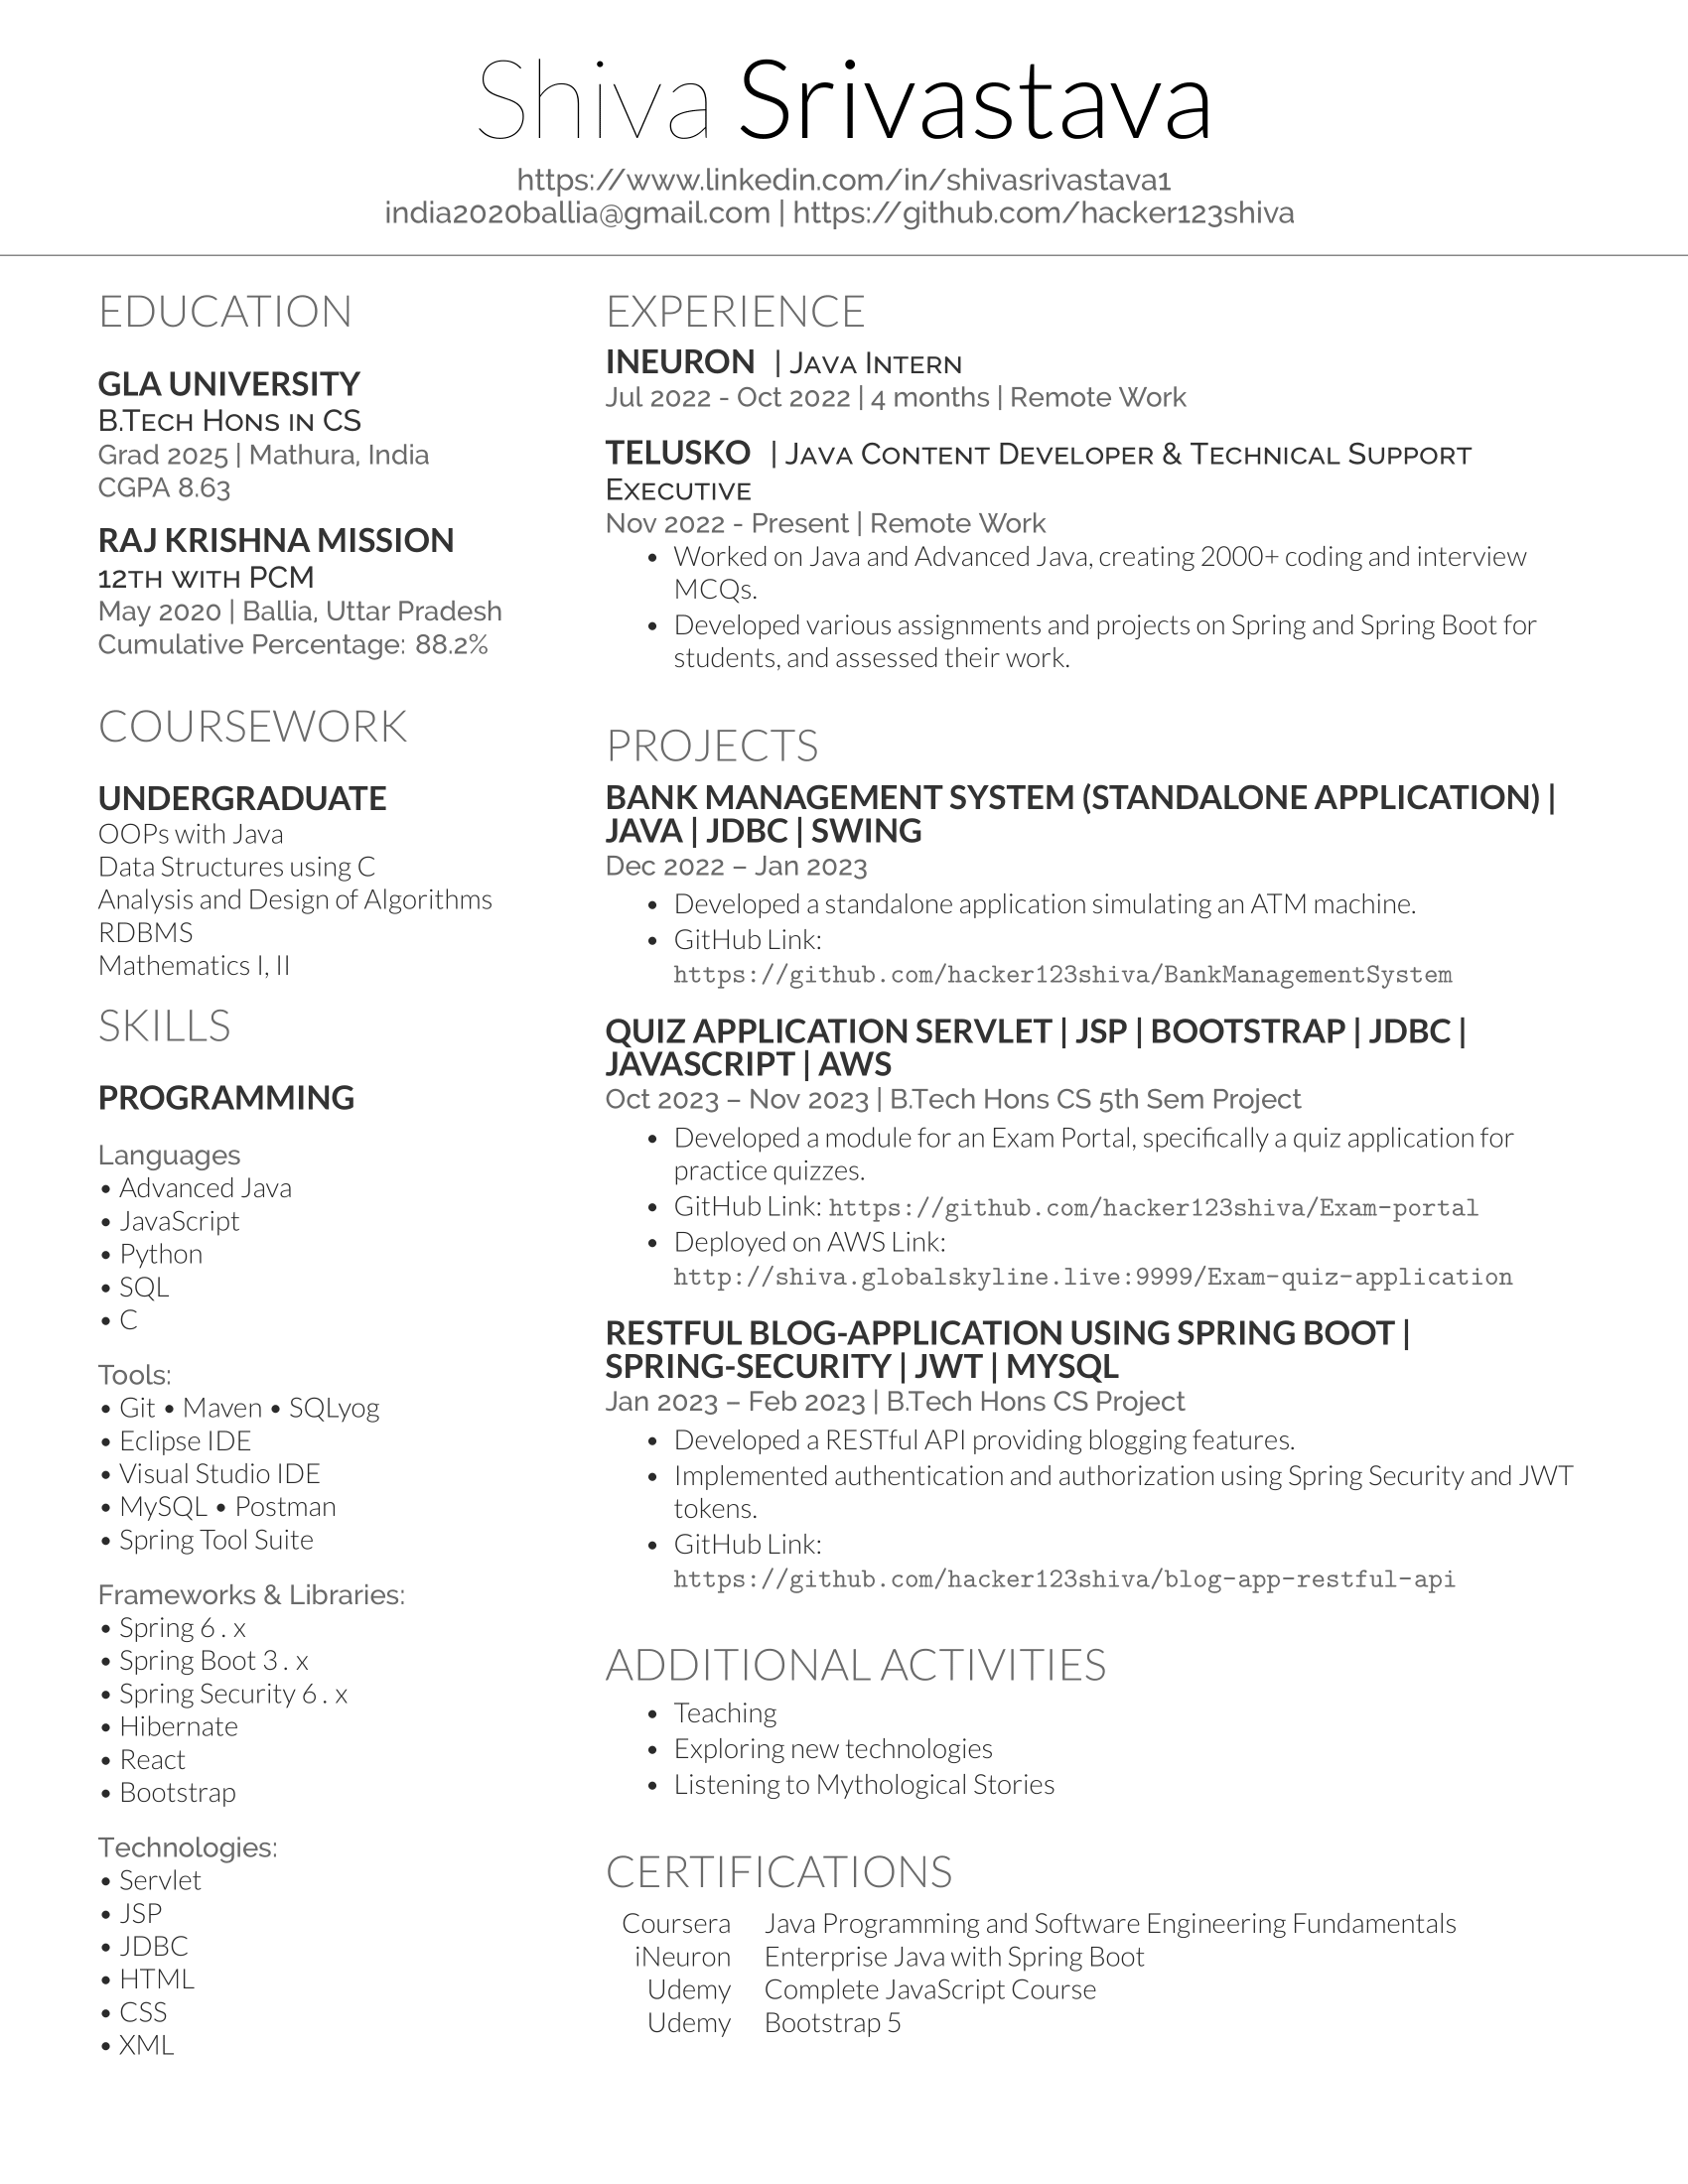 Shiva Srivastava
https://www.linkedin.com/in/shivasrivastava1
india2020ballia@gmail.com | https://github.com/hacker123shiva
EDUCATION
GLA UNIVERSITY
B.Tech Hons in CS
Grad 2025 | Mathura, India
CGPA 8.63
RAJ KRISHNA MISSION
12th with PCM
May 2020 | Ballia, Uttar Pradesh
Cumulative Percentage: 88.2%
COURSEWORK
UNDERGRADUATE
OOPs with Java
Data Structures using C
Analysis and Design of Algorithms
RDBMS
Mathematics I, II
SKILLS
PROGRAMMING
Languages
• Advanced Java
• JavaScript
• Python
• SQL
• C
Tools:
• Git • Maven • SQLyog
• Eclipse IDE
• Visual Studio IDE
• MySQL • Postman
• Spring Tool Suite
Frameworks & Libraries:
• Spring 6 . x
• Spring Boot 3 . x
• Spring Security 6 . x
• Hibernate
• React
• Bootstrap
Technologies:
• Servlet
• JSP
• JDBC
• HTML
• CSS
• XML
EXPERIENCE
INEURON | Java Intern
Jul 2022 - Oct 2022 | 4 months | Remote Work
TELUSKO | Java Content Developer & Technical Support
Executive
Nov 2022 - Present | Remote Work
• Worked on Java and Advanced Java, creating 2000+ coding and interview
MCQs.
• Developed various assignments and projects on Spring and Spring Boot for
students, and assessed their work.
PROJECTS
BANK MANAGEMENT SYSTEM (STANDALONE APPLICATION) |
JAVA | JDBC | SWING
Dec 2022 – Jan 2023
• Developed a standalone application simulating an ATM machine.
• GitHub Link:
https://github.com/hacker123shiva/BankManagementSystem
QUIZ APPLICATION SERVLET | JSP | BOOTSTRAP | JDBC |
JAVASCRIPT | AWS
Oct 2023 – Nov 2023 | B.Tech Hons CS 5th Sem Project
• Developed a module for an Exam Portal, specifically a quiz application for
practice quizzes.
• GitHub Link: https://github.com/hacker123shiva/Exam-portal
• Deployed on AWS Link:
http://shiva.globalskyline.live:9999/Exam-quiz-application
RESTFUL BLOG-APPLICATION USING SPRING BOOT |
SPRING-SECURITY | JWT | MYSQL
Jan 2023 – Feb 2023 | B.Tech Hons CS Project
• Developed a RESTful API providing blogging features.
• Implemented authentication and authorization using Spring Security and JWT
tokens.
• GitHub Link:
https://github.com/hacker123shiva/blog-app-restful-api
ADDITIONAL ACTIVITIES
• Teaching
• Exploring new technologies
• Listening to Mythological Stories
CERTIFICATIONS
Coursera Java Programming and Software Engineering Fundamentals
iNeuron Enterprise Java with Spring Boot
Udemy Complete JavaScript Course
Udemy Bootstrap 5